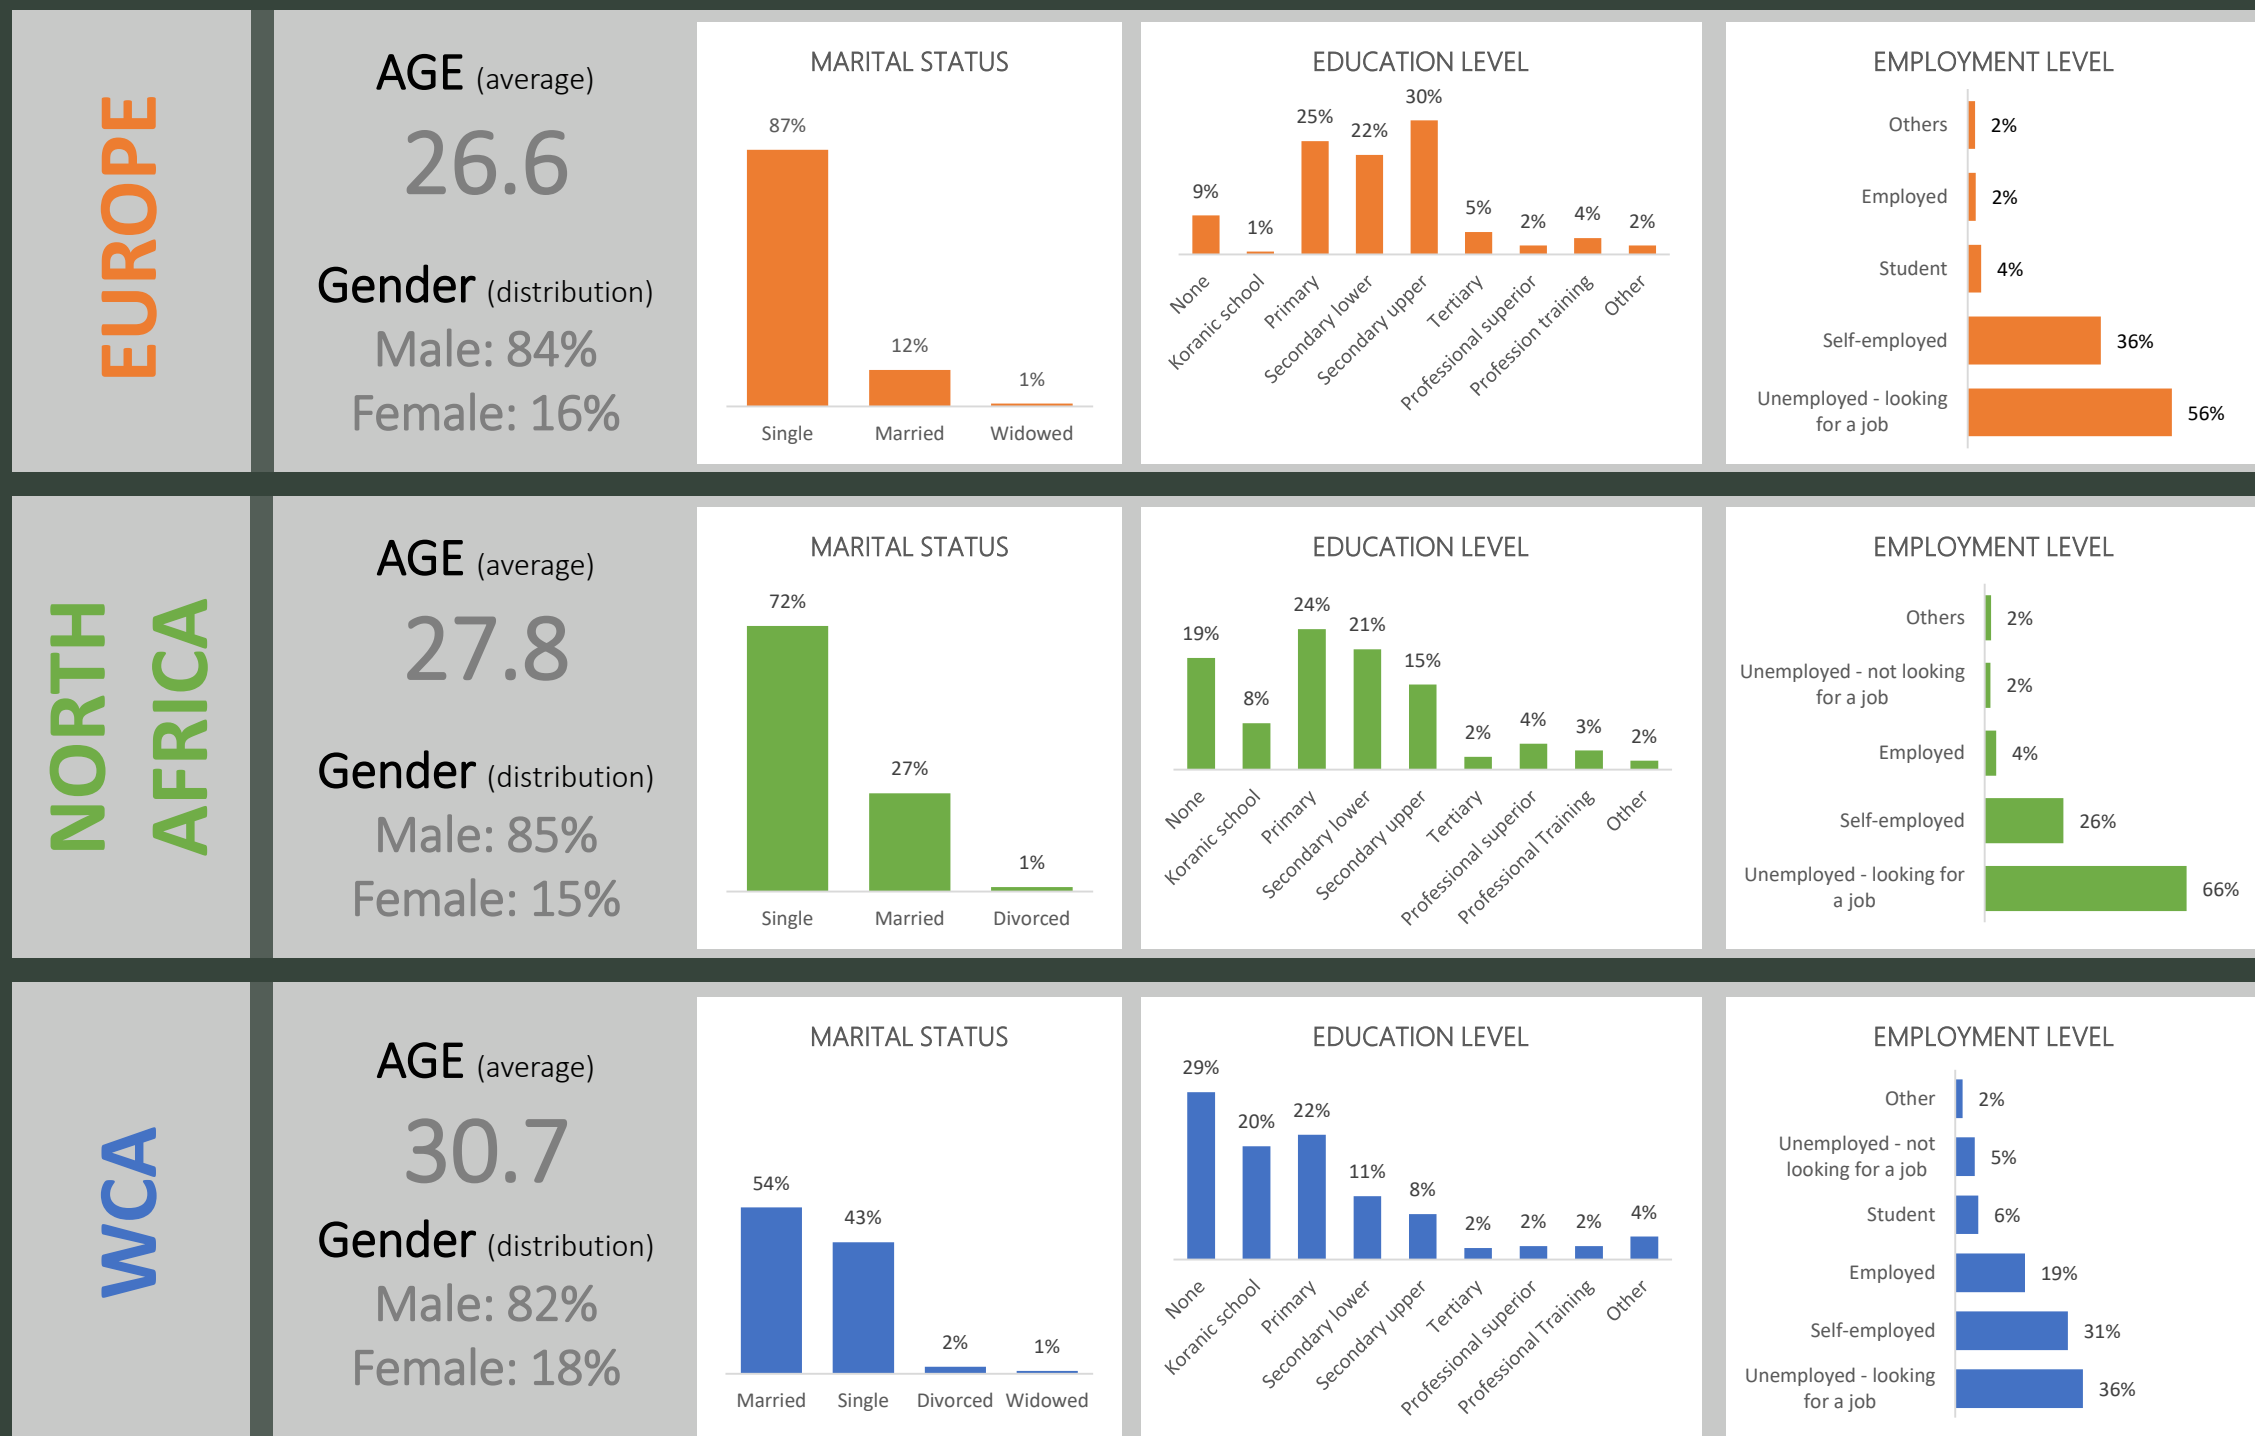 EUROPE
AGE (average)
26.6
Gender (distribution)
Male: 84%
Female: 16%
MARITAL STATUS
87%
12%
1%
Single
Married
Widowed
EDUCATION LEVEL
9%
1%
25%
22%
30%
5%
2%
4%
2%
None
Koranic school
Primary
Secondary lower
Secondary upper
Tertiary
Professional superior
Profession training
Other
EMPLOYMENT LEVEL
Others
2%
Employed
2%
Student
4%
Self-employed
36%
Unemployed - looking
for a job
56%
NORTH
AFRICA
AGE (average)
27.8
Gender (distribution)
Male: 85%
Female: 15%
MARITAL STATUS
72%
27%
1%
Single
Married
Divorced
EDUCATION LEVEL
19%
8%
24%
21%
15%
2%
4%
3%
2%
None
Koranic school
Primary
Secondary lower
Secondary upper
Tertiary
Professional superior
Professional Training
Other
EMPLOYMENT LEVEL
Others
2%
Unemployed - not looking
for a job
2%
Employed
4%
Self-employed
26%
Unemployed - looking for
a job
66%
WCA
AGE (average)
30.7
Gender (distribution)
Male: 82%
Female: 18%
MARITAL STATUS
54%
43%
2%
1%
Married
Single
Divorced
Widowed
EDUCATION LEVEL
29%
20%
22%
11%
8%
2%
2%
2%
4%
None
Koranic school
Primary
Secondary lower
Secondary upper
Tertiary
Professional superior
Professional Training
Other
EMPLOYMENT LEVEL
Other
2%
Unemployed - not
looking for a job
5%
Student
6%
Employed
19%
Self-employed
31%
Unemployed - looking
for a job
36%